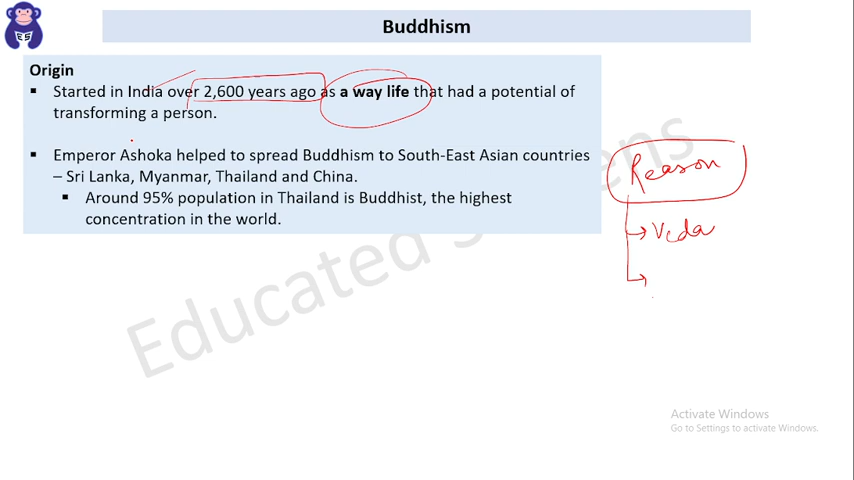 Buddhism
Origin
▪ Started in India over 2,600 years ago as a way life that had a potential of
transforming a person.
▪ Emperor Ashoka helped to spread Buddhism to South-East Asian countries
– Sri Lanka, Myanmar, Thailand and China.
▪ Around 95% population in Thailand is Buddhist, the highest
concentration in the world.
Reason
→ Veda
→
Educated
Activate Windows
Go to Settings to activate Windows.